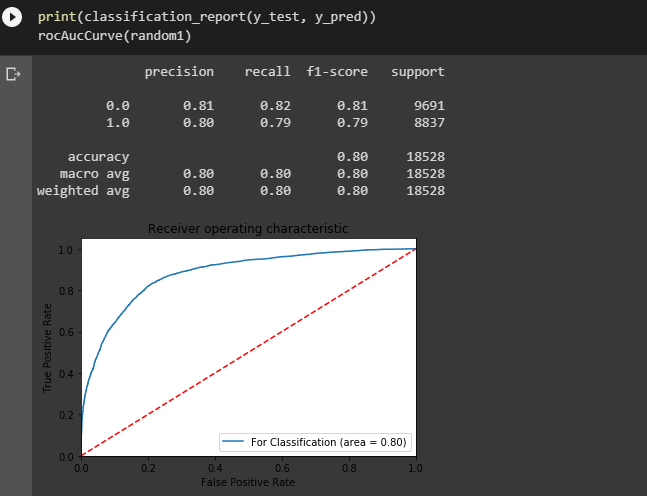 print(classification_report(y_test, y_pred))
rocAucCurve(random1)
precision recall f1-score support
0.0 0.81 0.82 0.81 9691
1.0 0.80 0.79 0.79 8837
accuracy 0.80 18528
macro avg 0.80 0.80 0.80 18528
weighted avg 0.80 0.80 0.80 18528
Receiver operating characteristic
1.0
0.8
0.6
0.4
0.2
0.0
True Positive Rate
For Classification (area = 0.80)
0.0 0.2 0.4 0.6 0.8 1.0
False Positive Rate